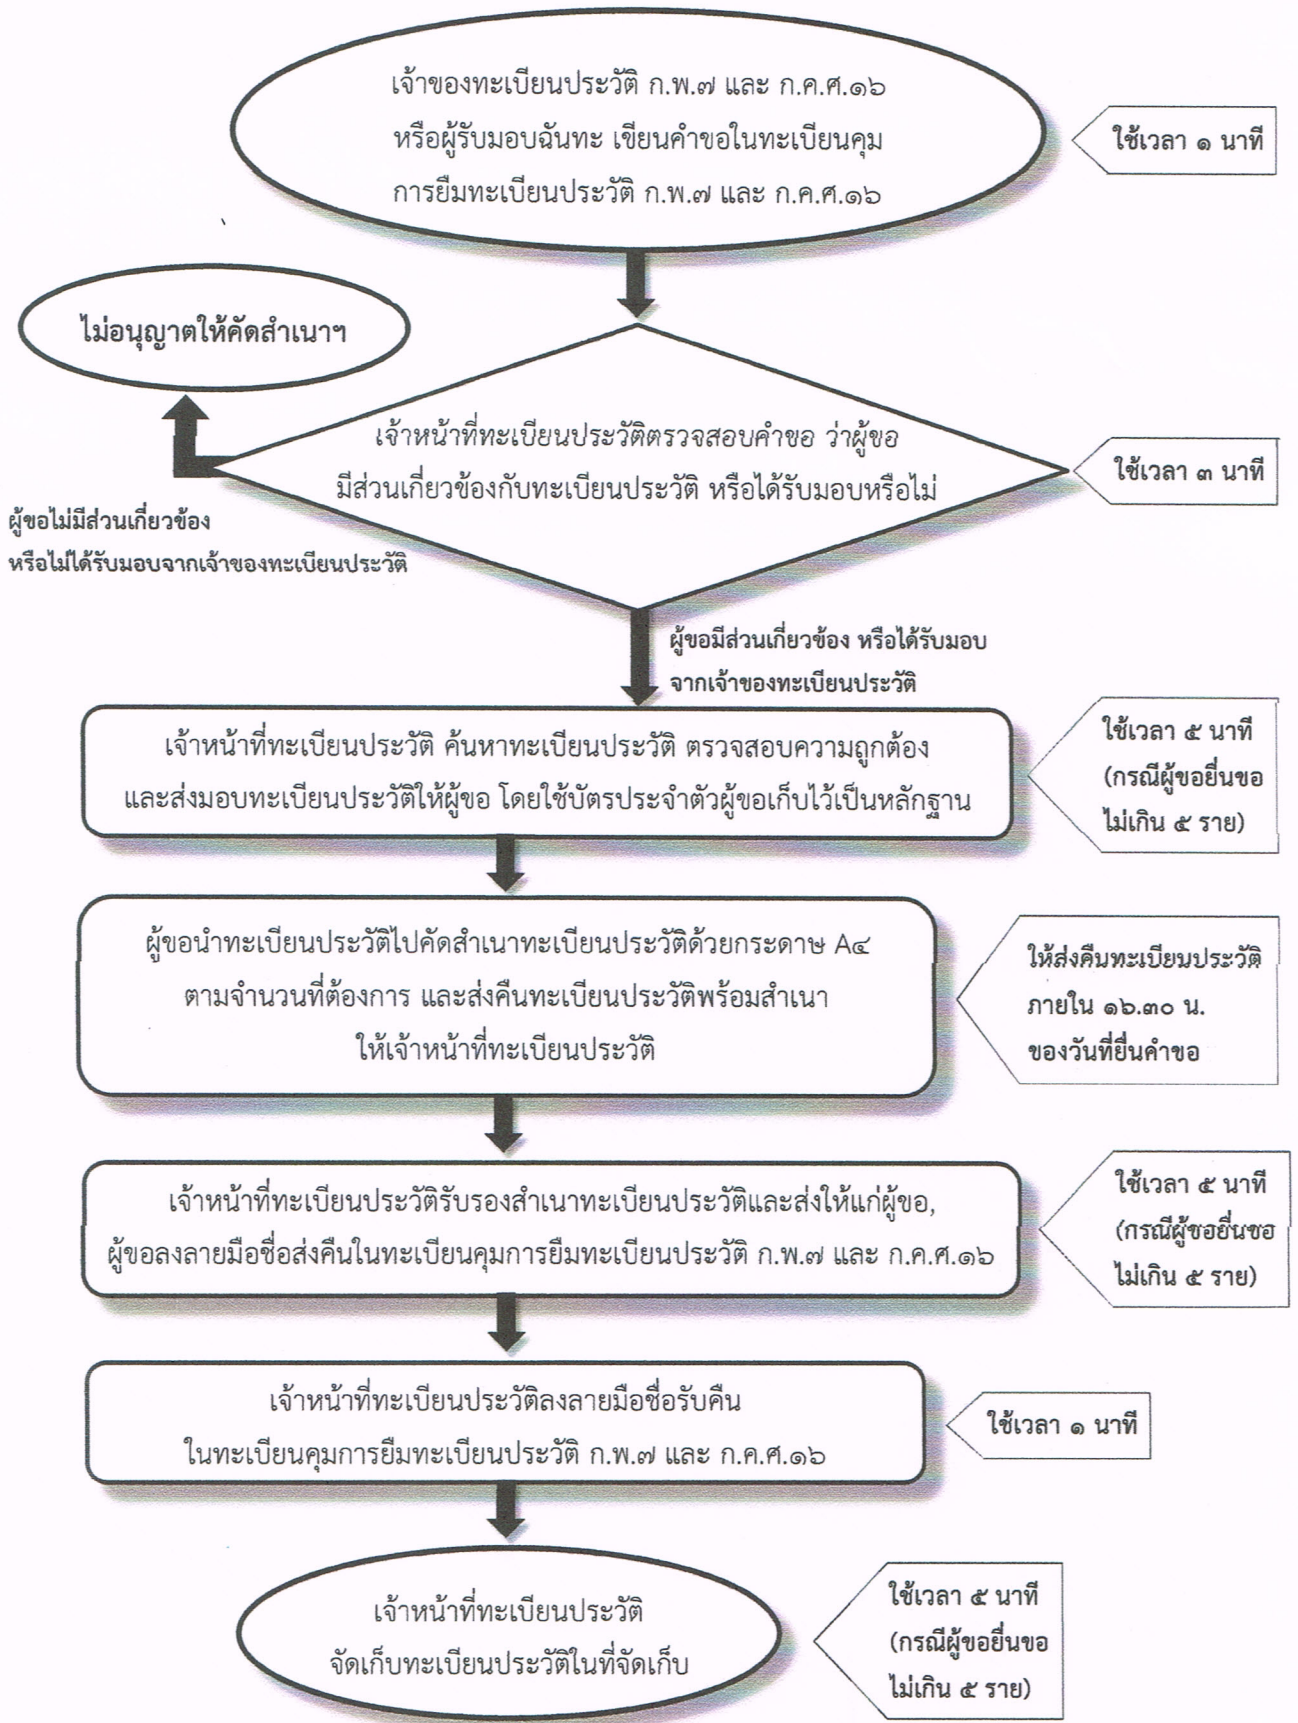 เจ้าของทะเบียนประวัติ ก.พ.๗ และ ก.ค.ศ.๑๖
หรือผู้รับมอบฉันทะ เขียนคำขอในทะเบียนคุม
การยืมทะเบียนประวัติ ก.พ.๗ และ ก.ค.ศ.๑๖
ใช้เวลา ๑ นาที
ไม่อนุญาตให้คัดสำเนาฯ
เจ้าหน้าที่ทะเบียนประวัติตรวจสอบคำขอ ว่าผู้ขอ
มีส่วนเกี่ยวข้องกับทะเบียนประวัติ หรือได้รับมอบหรือไม่
ใช้เวลา ๓ นาที
ผู้ขอไม่มีส่วนเกี่ยวข้อง
หรือไม่ได้รับมอบจากเจ้าของทะเบียนประวัติ
ผู้ขอมีส่วนเกี่ยวข้อง หรือได้รับมอบ
จากเจ้าของทะเบียนประวัติ
เจ้าหน้าที่ทะเบียนประวัติ ค้นหาทะเบียนประวัติ ตรวจสอบความถูกต้อง
และส่งมอบทะเบียนประวัติให้ผู้ขอ โดยใช้บัตรประจำตัวผู้ขอเก็บไว้เป็นหลักฐาน
ใช้เวลา ๕ นาที
(กรณีผู้ขอยื่นขอ
ไม่เกิน ๕ ราย)
ผู้ขอนำทะเบียนประวัติไปคัดสำเนาทะเบียนประวัติด้วยกระดาษ A๔
ตามจำนวนที่ต้องการ และส่งคืนทะเบียนประวัติพร้อมสำเนา
ให้เจ้าหน้าที่ทะเบียนประวัติ
ให้ส่งคืนทะเบียนประวัติ
ภายใน ๑๖.๓๐ น.
ของวันที่ยื่นคำขอ
เจ้าหน้าที่ทะเบียนประวัติรับรองสำเนาทะเบียนประวัติและส่งให้แก่ผู้ขอ,
ผู้ขอลงลายมือชื่อส่งคืนในทะเบียนคุมการยืมทะเบียนประวัติ ก.พ.๗ และ ก.ค.ศ.๑๖
ใช้เวลา ๕ นาที
(กรณีผู้ขอยื่นขอ
ไม่เกิน ๕ ราย)
เจ้าหน้าที่ทะเบียนประวัติลงลายมือชื่อรับคืน
ในทะเบียนคุมการยืมทะเบียนประวัติ ก.พ.๗ และ ก.ค.ศ.๑๖
ใช้เวลา ๑ นาที
เจ้าหน้าที่ทะเบียนประวัติ
จัดเก็บทะเบียนประวัติในที่จัดเก็บ
ใช้เวลา ๕ นาที
(กรณีผู้ขอยื่นขอ
ไม่เกิน ๕ ราย)